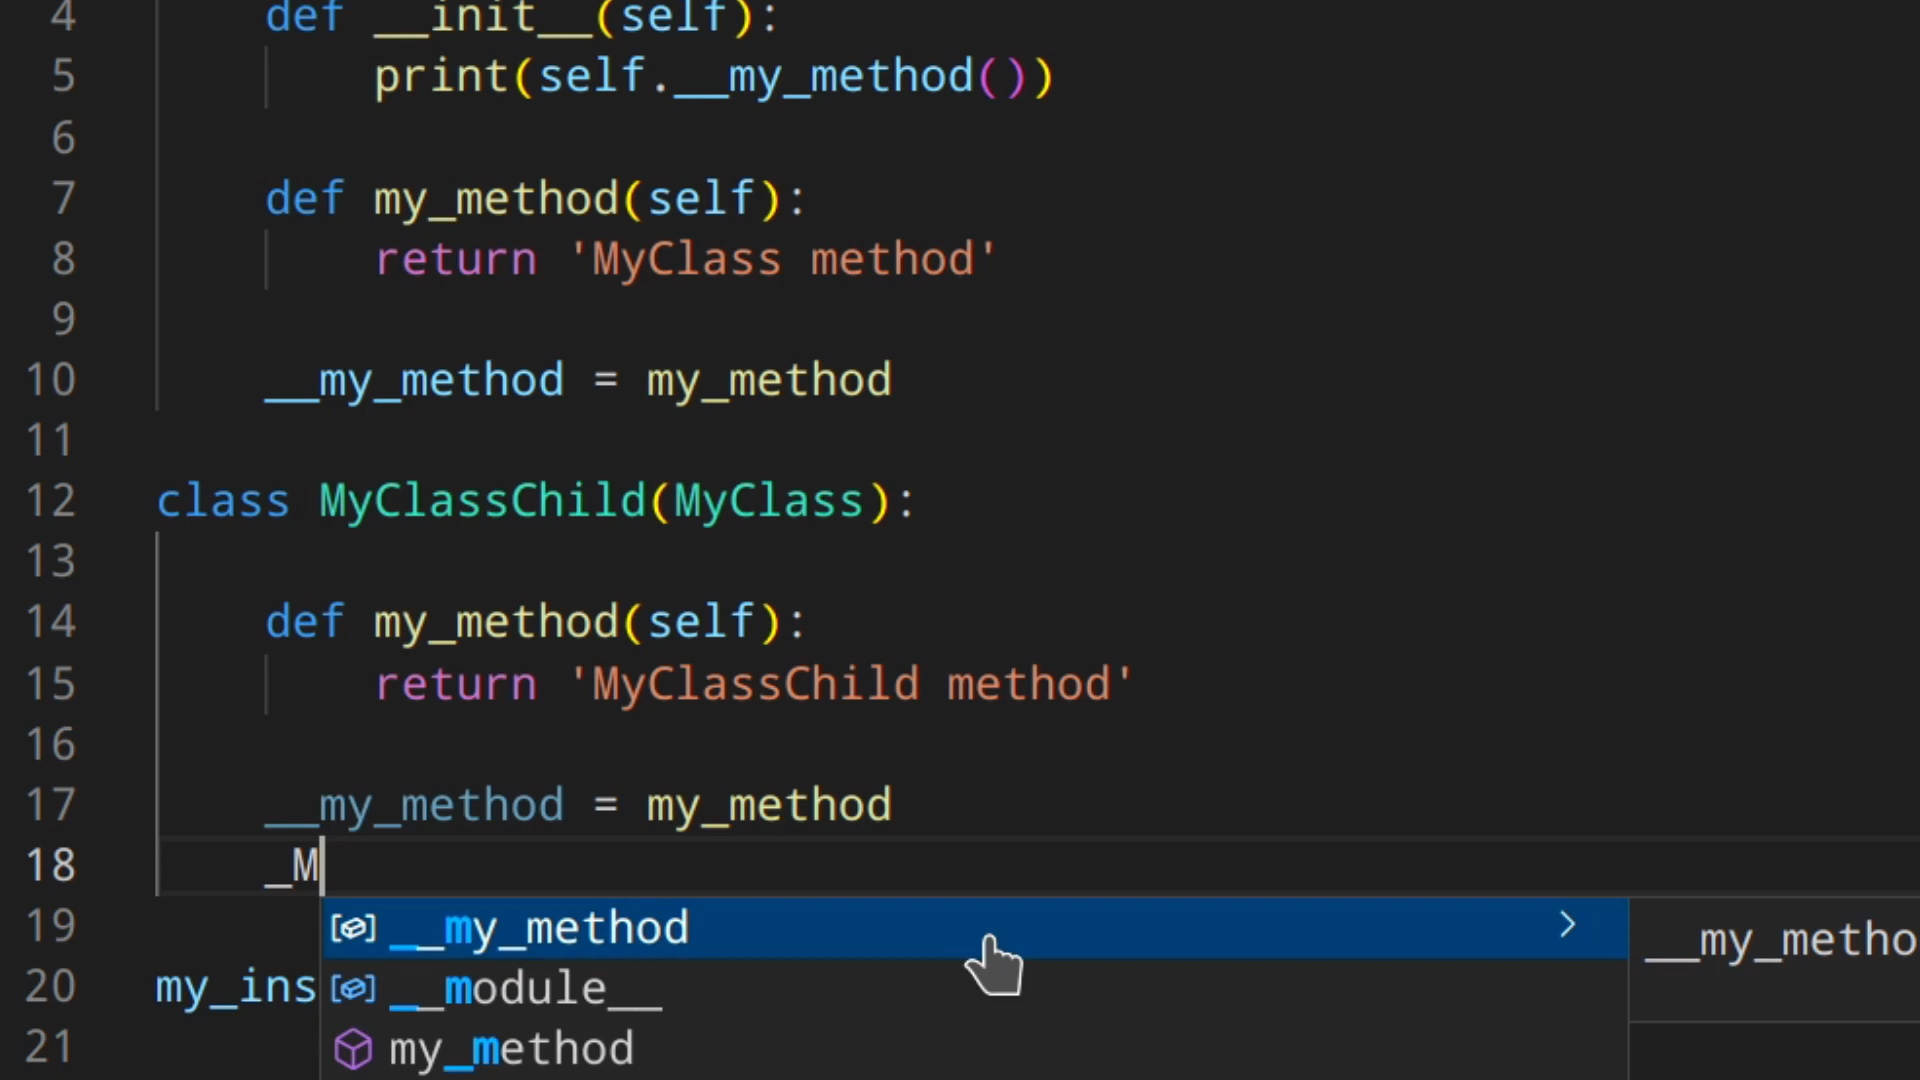 4 def __init__(self):
5 print(self.__my_method())
6
7 def my_method(self):
8 return 'MyClass method'
9
10 __my_method = my_method
11
12 class MyClassChild(MyClass):
13
14 def my_method(self):
15 return 'MyClassChild method'
16
17 __my_method = my_method
18 _M
19 __my_method > __my_metho
20 my_ins __module__
21 my_method